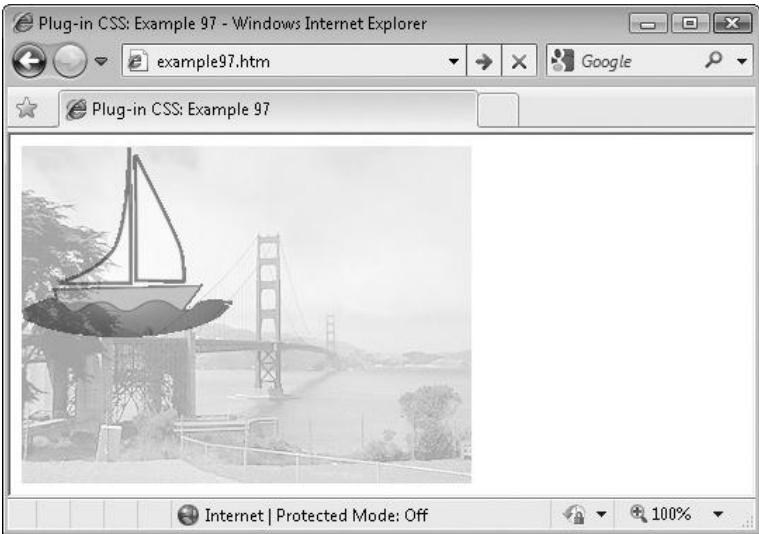 Plug-in CSS: Example 97 - Windows Internet Explorer
example97.htm
Google
Plug-in CSS: Example 97
Internet | Protected Mode: Off
100%